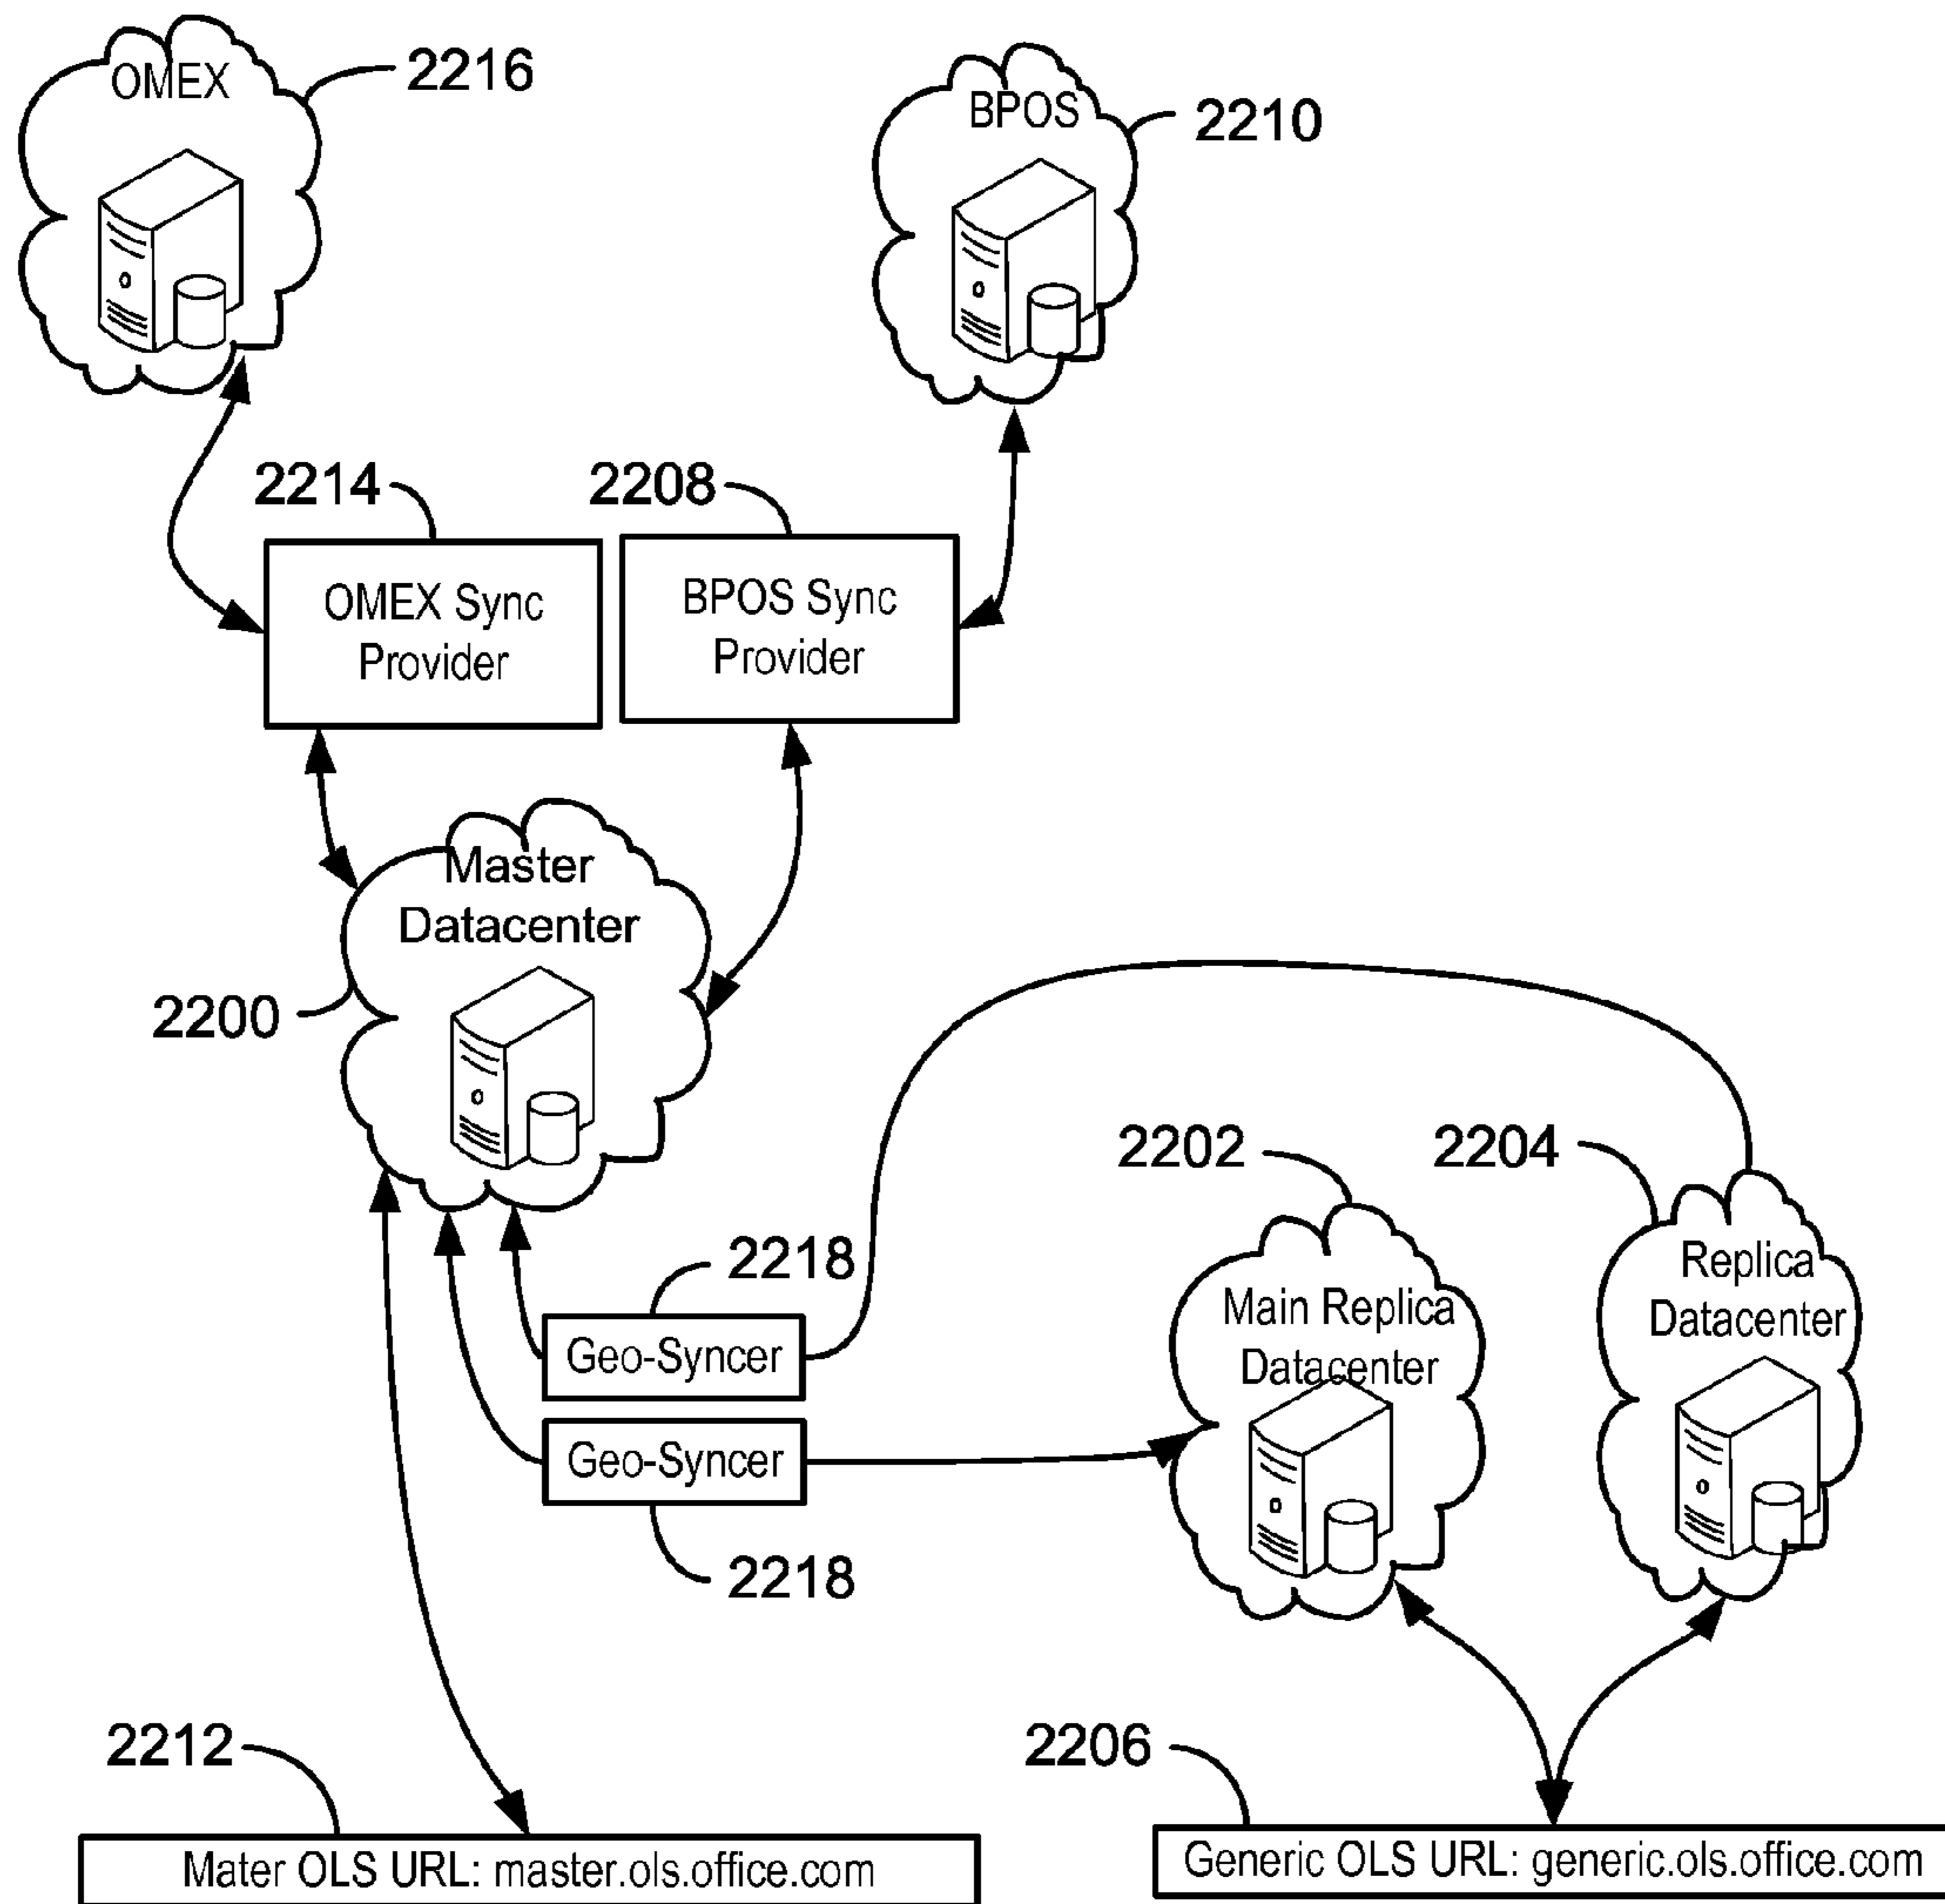 OMEX
2216
BPOS
2210
2214
2208
OMEX Sync
Provider
BPOS Sync
Provider
Master
Datacenter
2200
2202
2204
2218
Replica
Datacenter
Main Replica
Datacenter
Geo-Syncer
Geo-Syncer
2218
2212
2206
Mater OLS URL: master.ols.office.com
Generic OLS URL: generic.ols.office.com